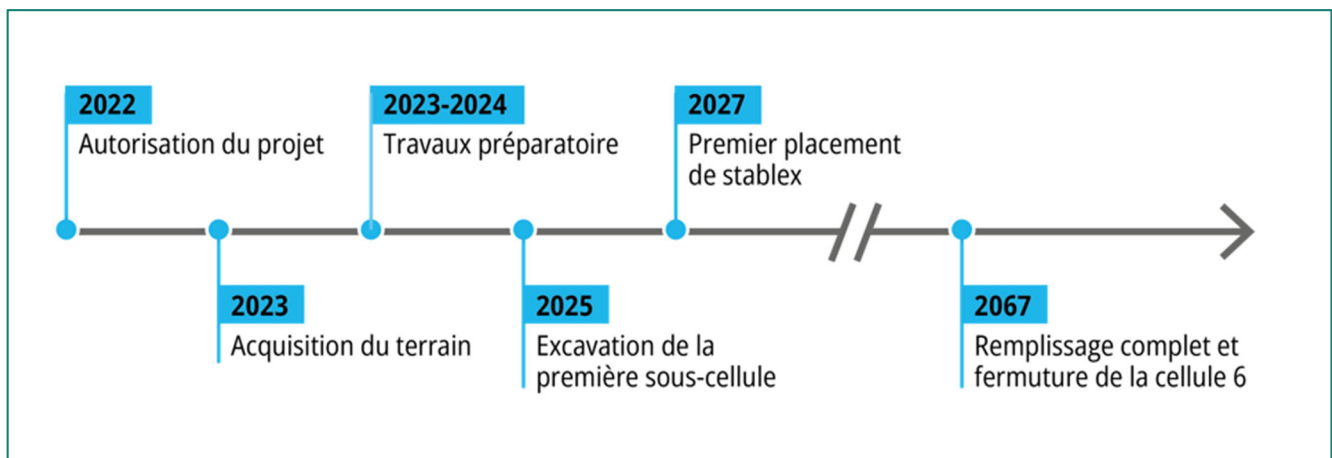 2022
Autorisation du projet
2023
Acquisition du terrain
2023-2024
Travaux préparatoire
2025
Excavation de la
première sous-cellule
2027
Premier placement
de stablex
2067
Remplissage complet et
fermuture de la cellule 6